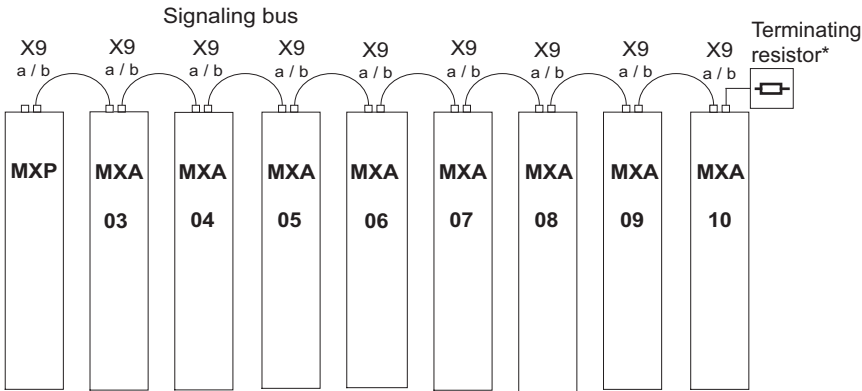 Signaling bus
Terminating
resistor*
X9 X9 X9 X9 X9 X9 X9 X9 X9
a / b a / b a / b a / b a / b a / b a / b a / b a / b
MXP MXA MXA MXA MXA MXA MXA MXA MXA
03 04 05 06 07 08 09 10